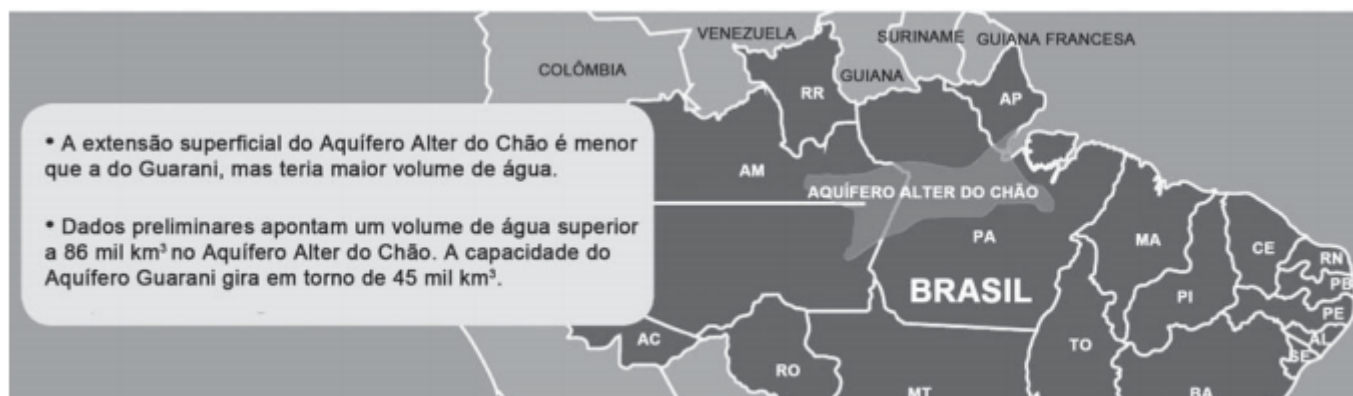 VENEZUELA
SURINAME
GUIANA FRANCESA
COLÔMBIA
GUIANA
RR
AP
• A extensão superficial do Aquífero Alter do Chão é menor
que a do Guarani, mas teria maior volume de água.
• Dados preliminares apontam um volume de água superior
a 86 mil km³ no Aquífero Alter do Chão. A capacidade do
Aquífero Guarani gira em torno de 45 mil km³.
AM
AQUÍFERO ALTER DO CHÃO
PA
MA
CE
RN
PB
BRASIL
PI
PE
AC
TO
AL
SE
RO
MT
BA